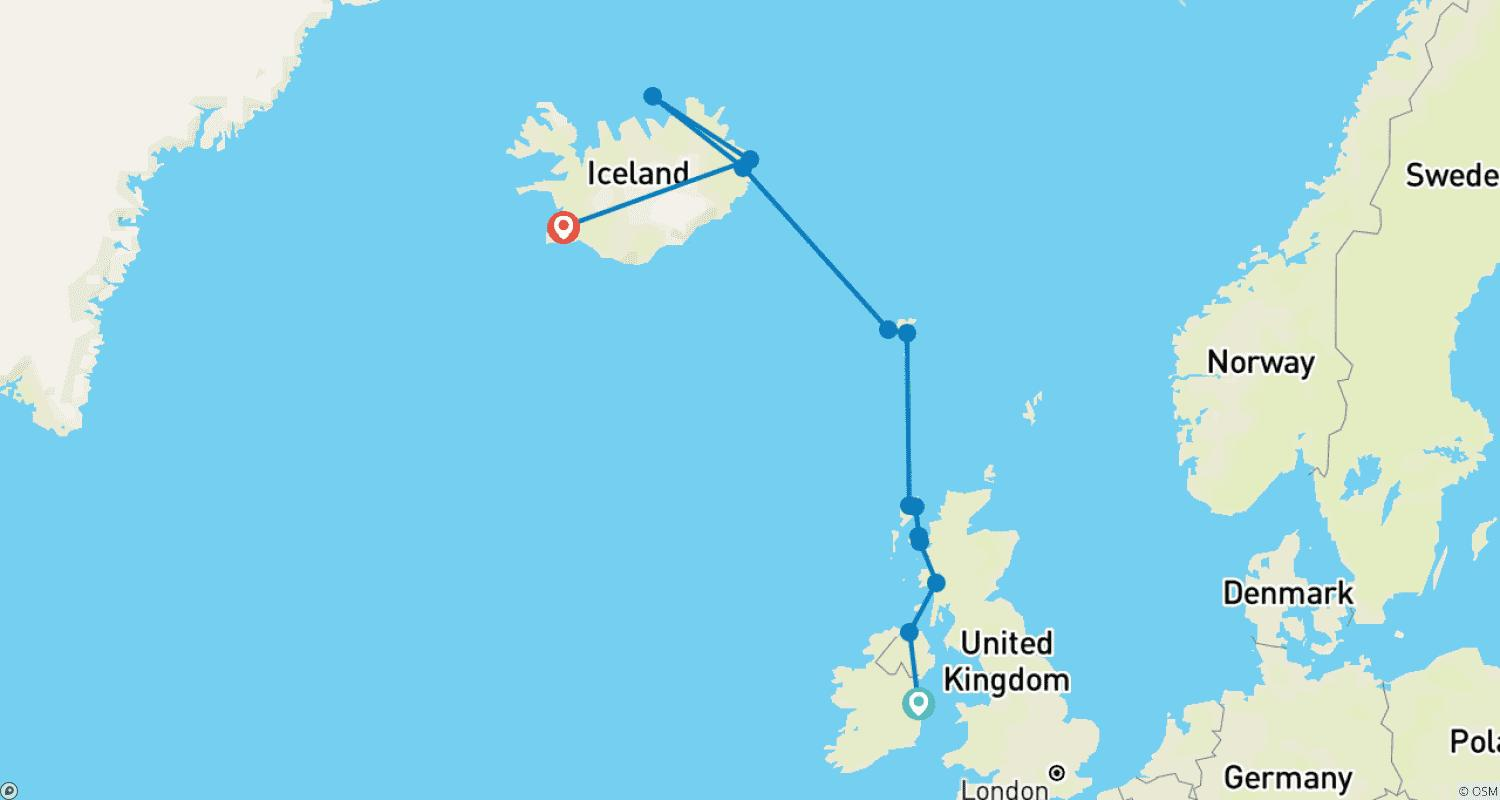 Iceland
Swede
Norway
Denmark
United
Kingdom
Pola
London
Germany
© OSM